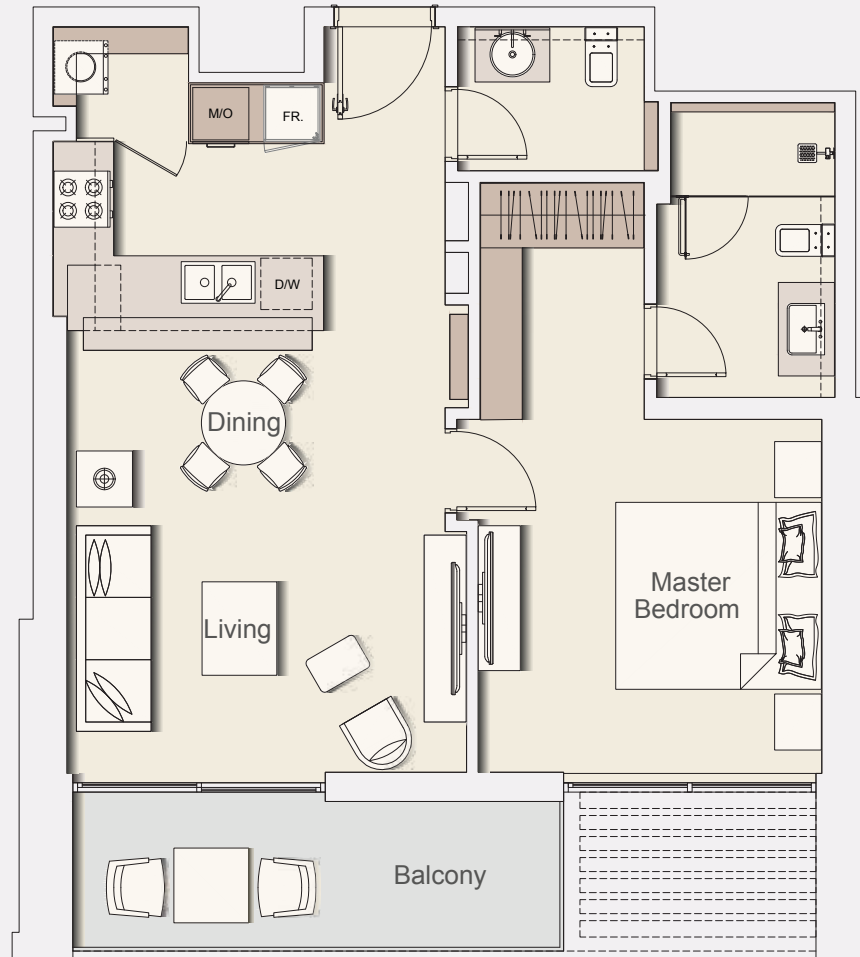 M/O
FR.
D/W
Dining
Living
Master
Bedroom
Balcony